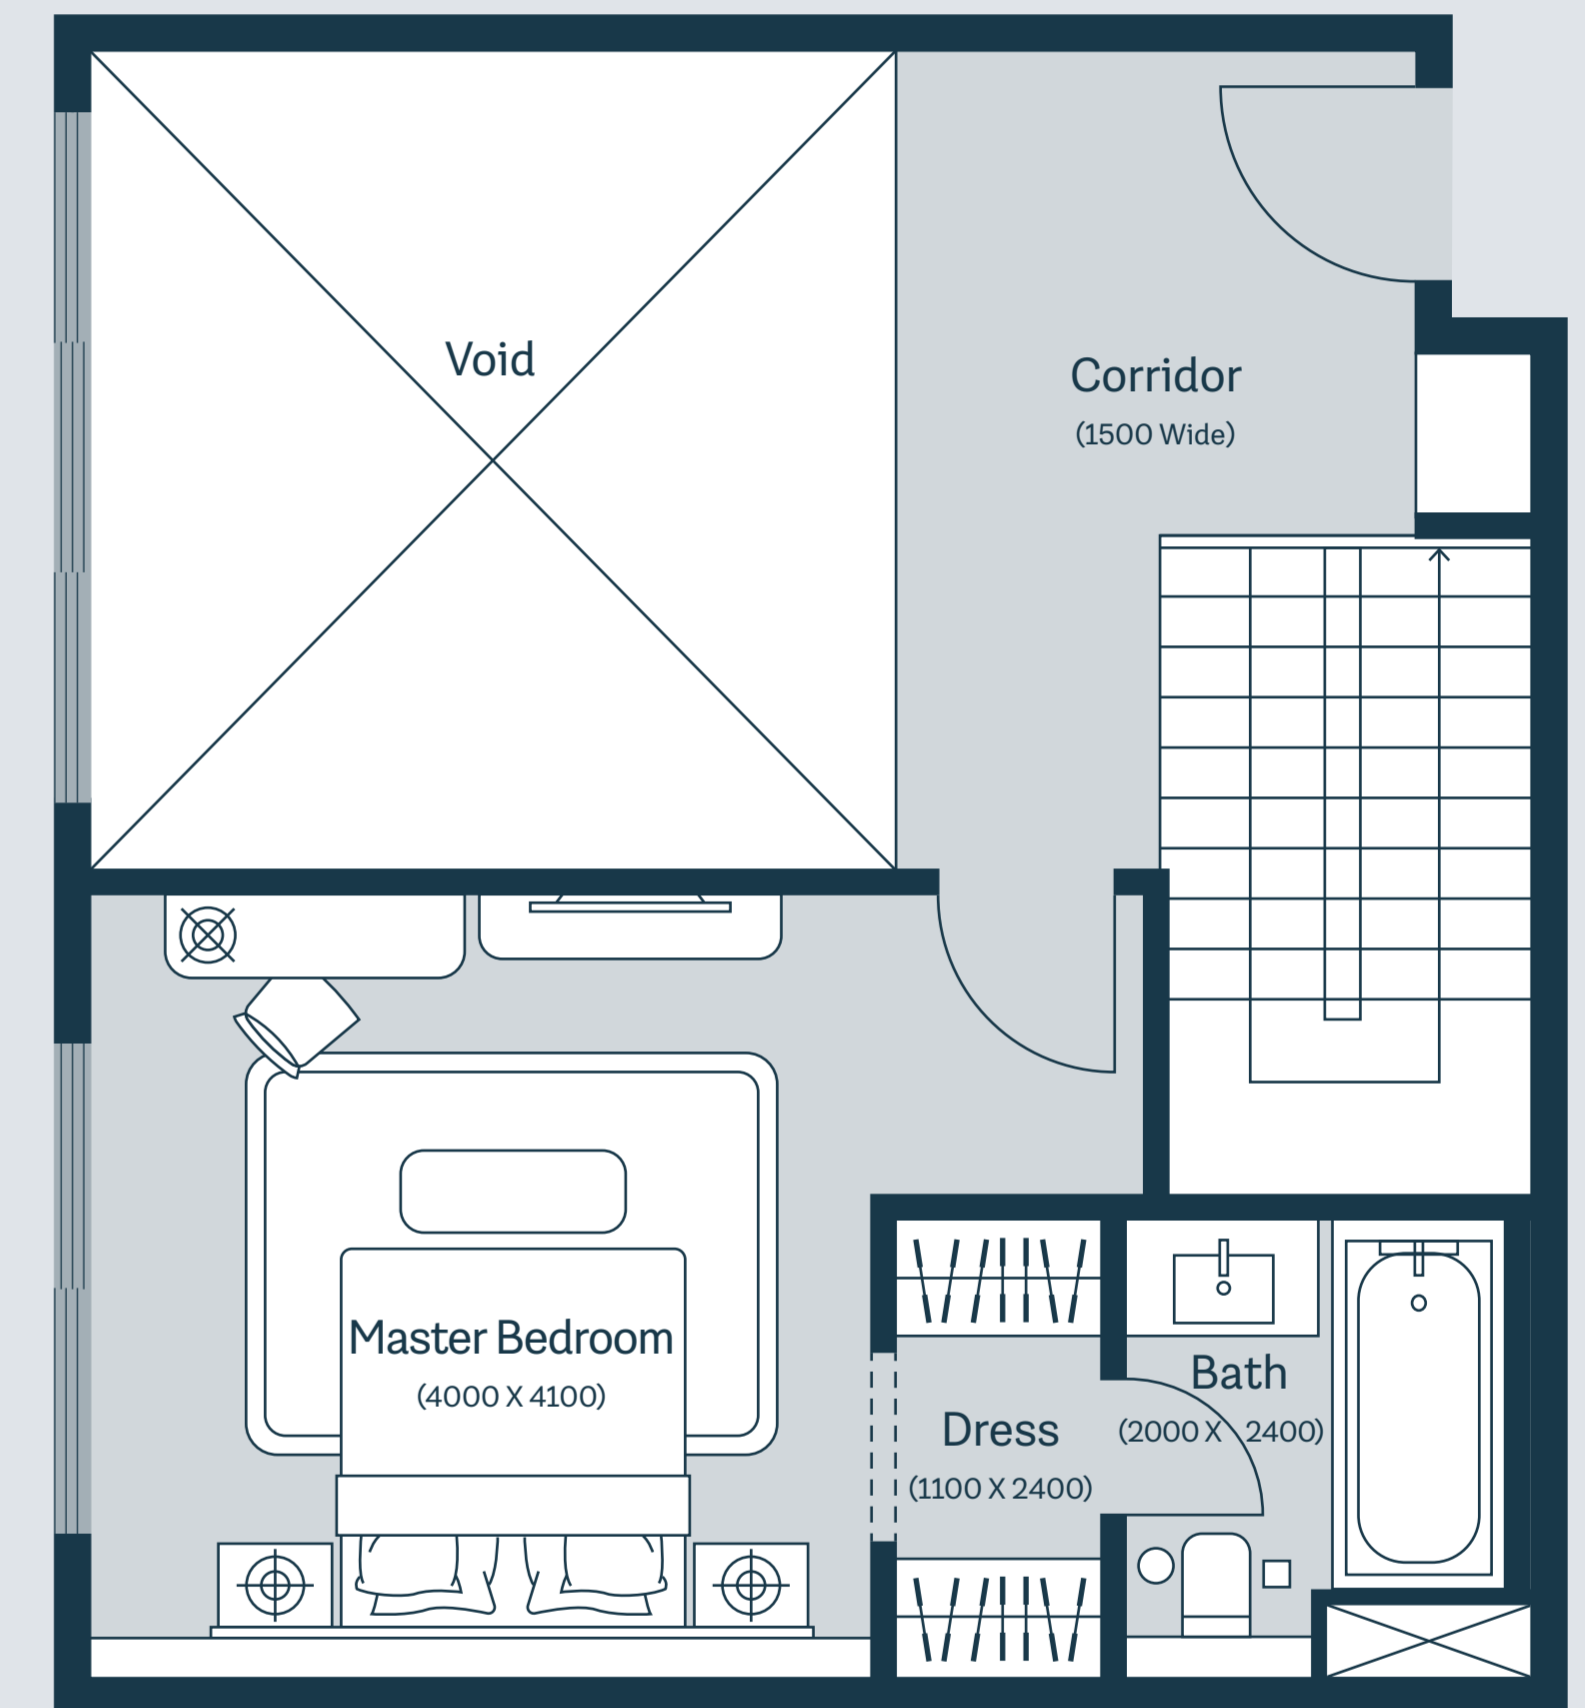 Void
Corridor
(1500 Wide)
Master Bedroom
(4000 X 4100)
Dress
(1100 X 2400)
Bath
(2000 X 2400)